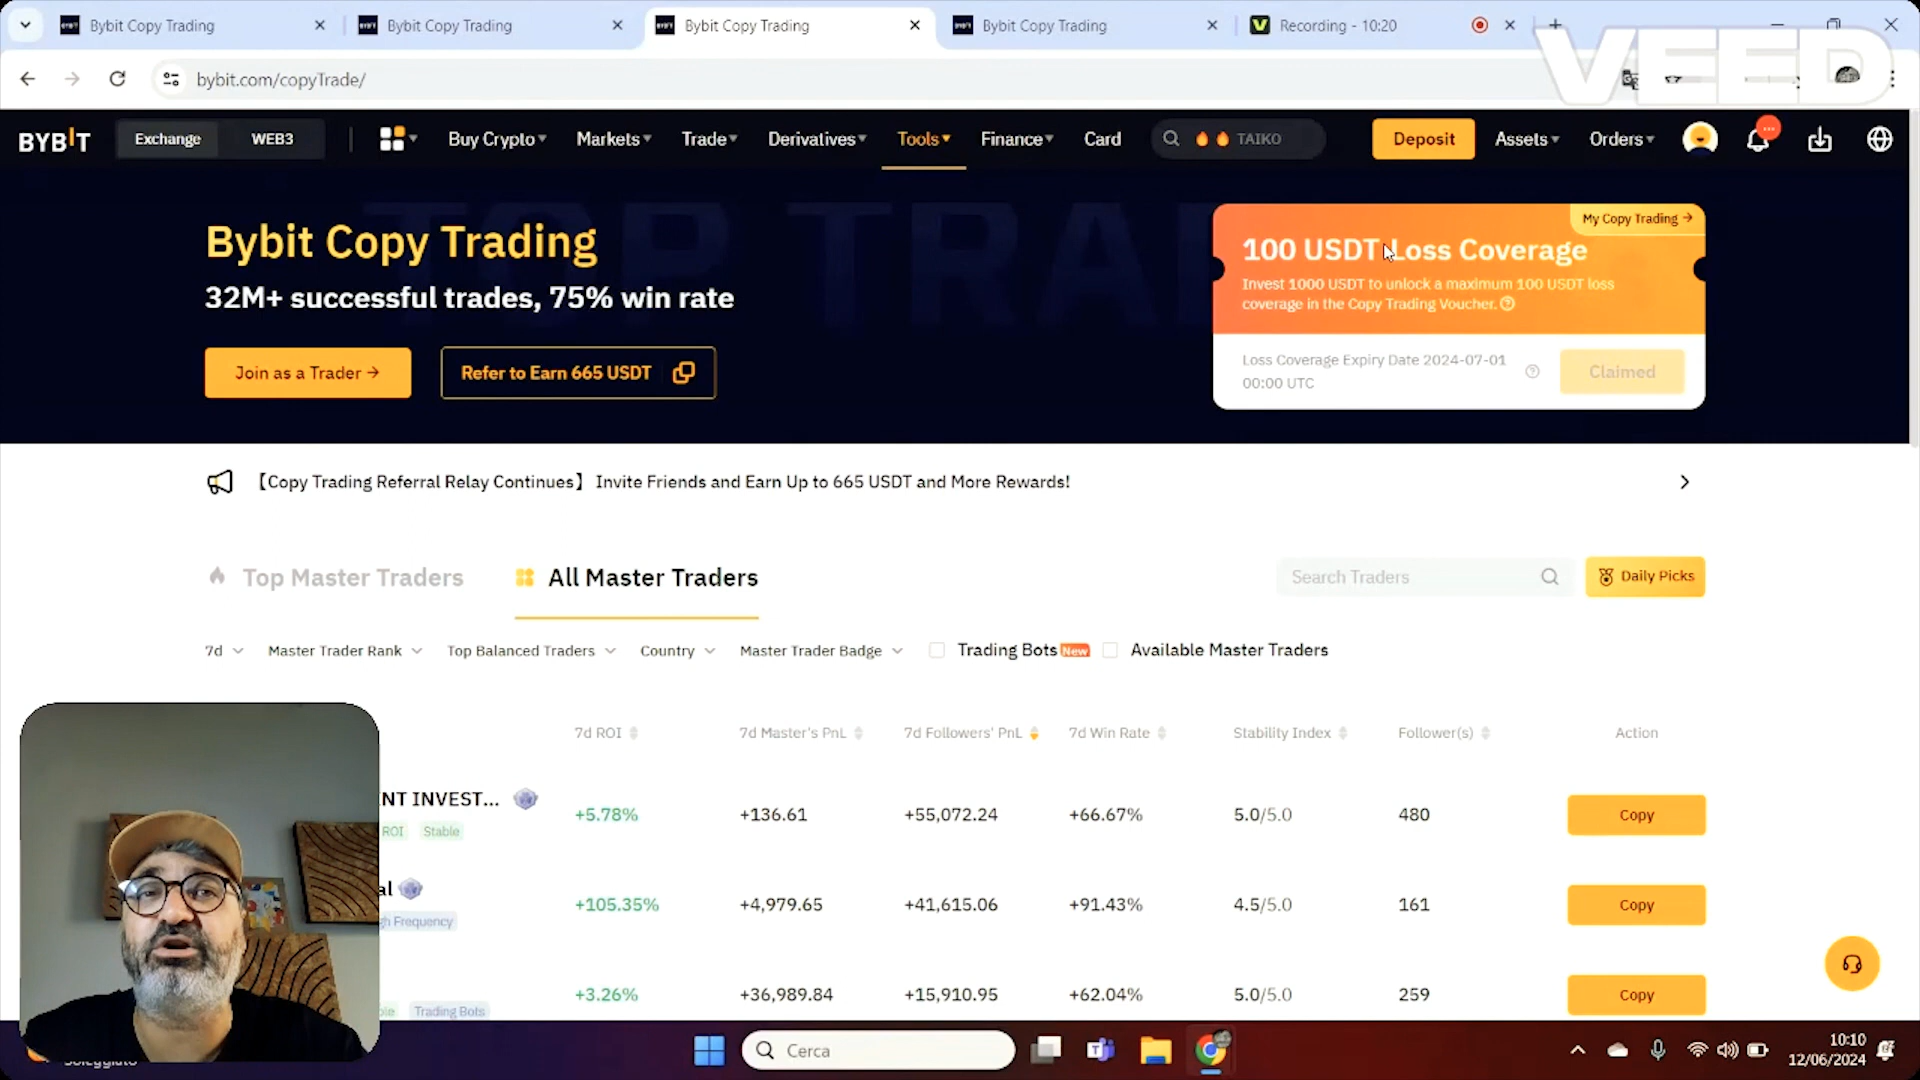 Bybit Copy Trading
Bybit Copy Trading
Bybit Copy Trading
Bybit Copy Trading
Recording - 10:20
VEED
bybit.com/copyTrade/
BYBIT
Exchange
WEB3
Buy Crypto
Markets
Trade
Derivatives
Tools
Finance
Card
TAIKO
Deposit
Assets
Orders
TOP TRA
Bybit Copy Trading
32M+ successful trades, 75% win rate
Join as a Trader →
Refer to Earn 665 USDT
My Copy Trading →
100 USDT Loss Coverage
Invest 1000 USDT to unlock a maximum 100 USDT loss
coverage in the Copy Trading Voucher.
Loss Coverage Expiry Date 2024-07-01
00:00 UTC
Claimed
【Copy Trading Referral Relay Continues】 Invite Friends and Earn Up to 665 USDT and More Rewards!
Top Master Traders
All Master Traders
Search Traders
Daily Picks
7d
Master Trader Rank
Top Balanced Traders
Country
Master Trader Badge
Trading Bots New
Available Master Traders
7d ROI
7d Master's PnL
7d Followers' PnL
7d Win Rate
Stability Index
Follower(s)
Action
NT INVEST...
ROI
Stable
+5.78%
+136.61
+55,072.24
+66.67%
5.0/5.0
480
Copy
al
gh Frequency
+105.35%
+4,979.65
+41,615.06
+91.43%
4.5/5.0
161
Copy
Trading Bots
+3.26%
+36,989.84
+15,910.95
+62.04%
5.0/5.0
259
Copy
Soleggiato
Cerca
10:10
12/06/2024